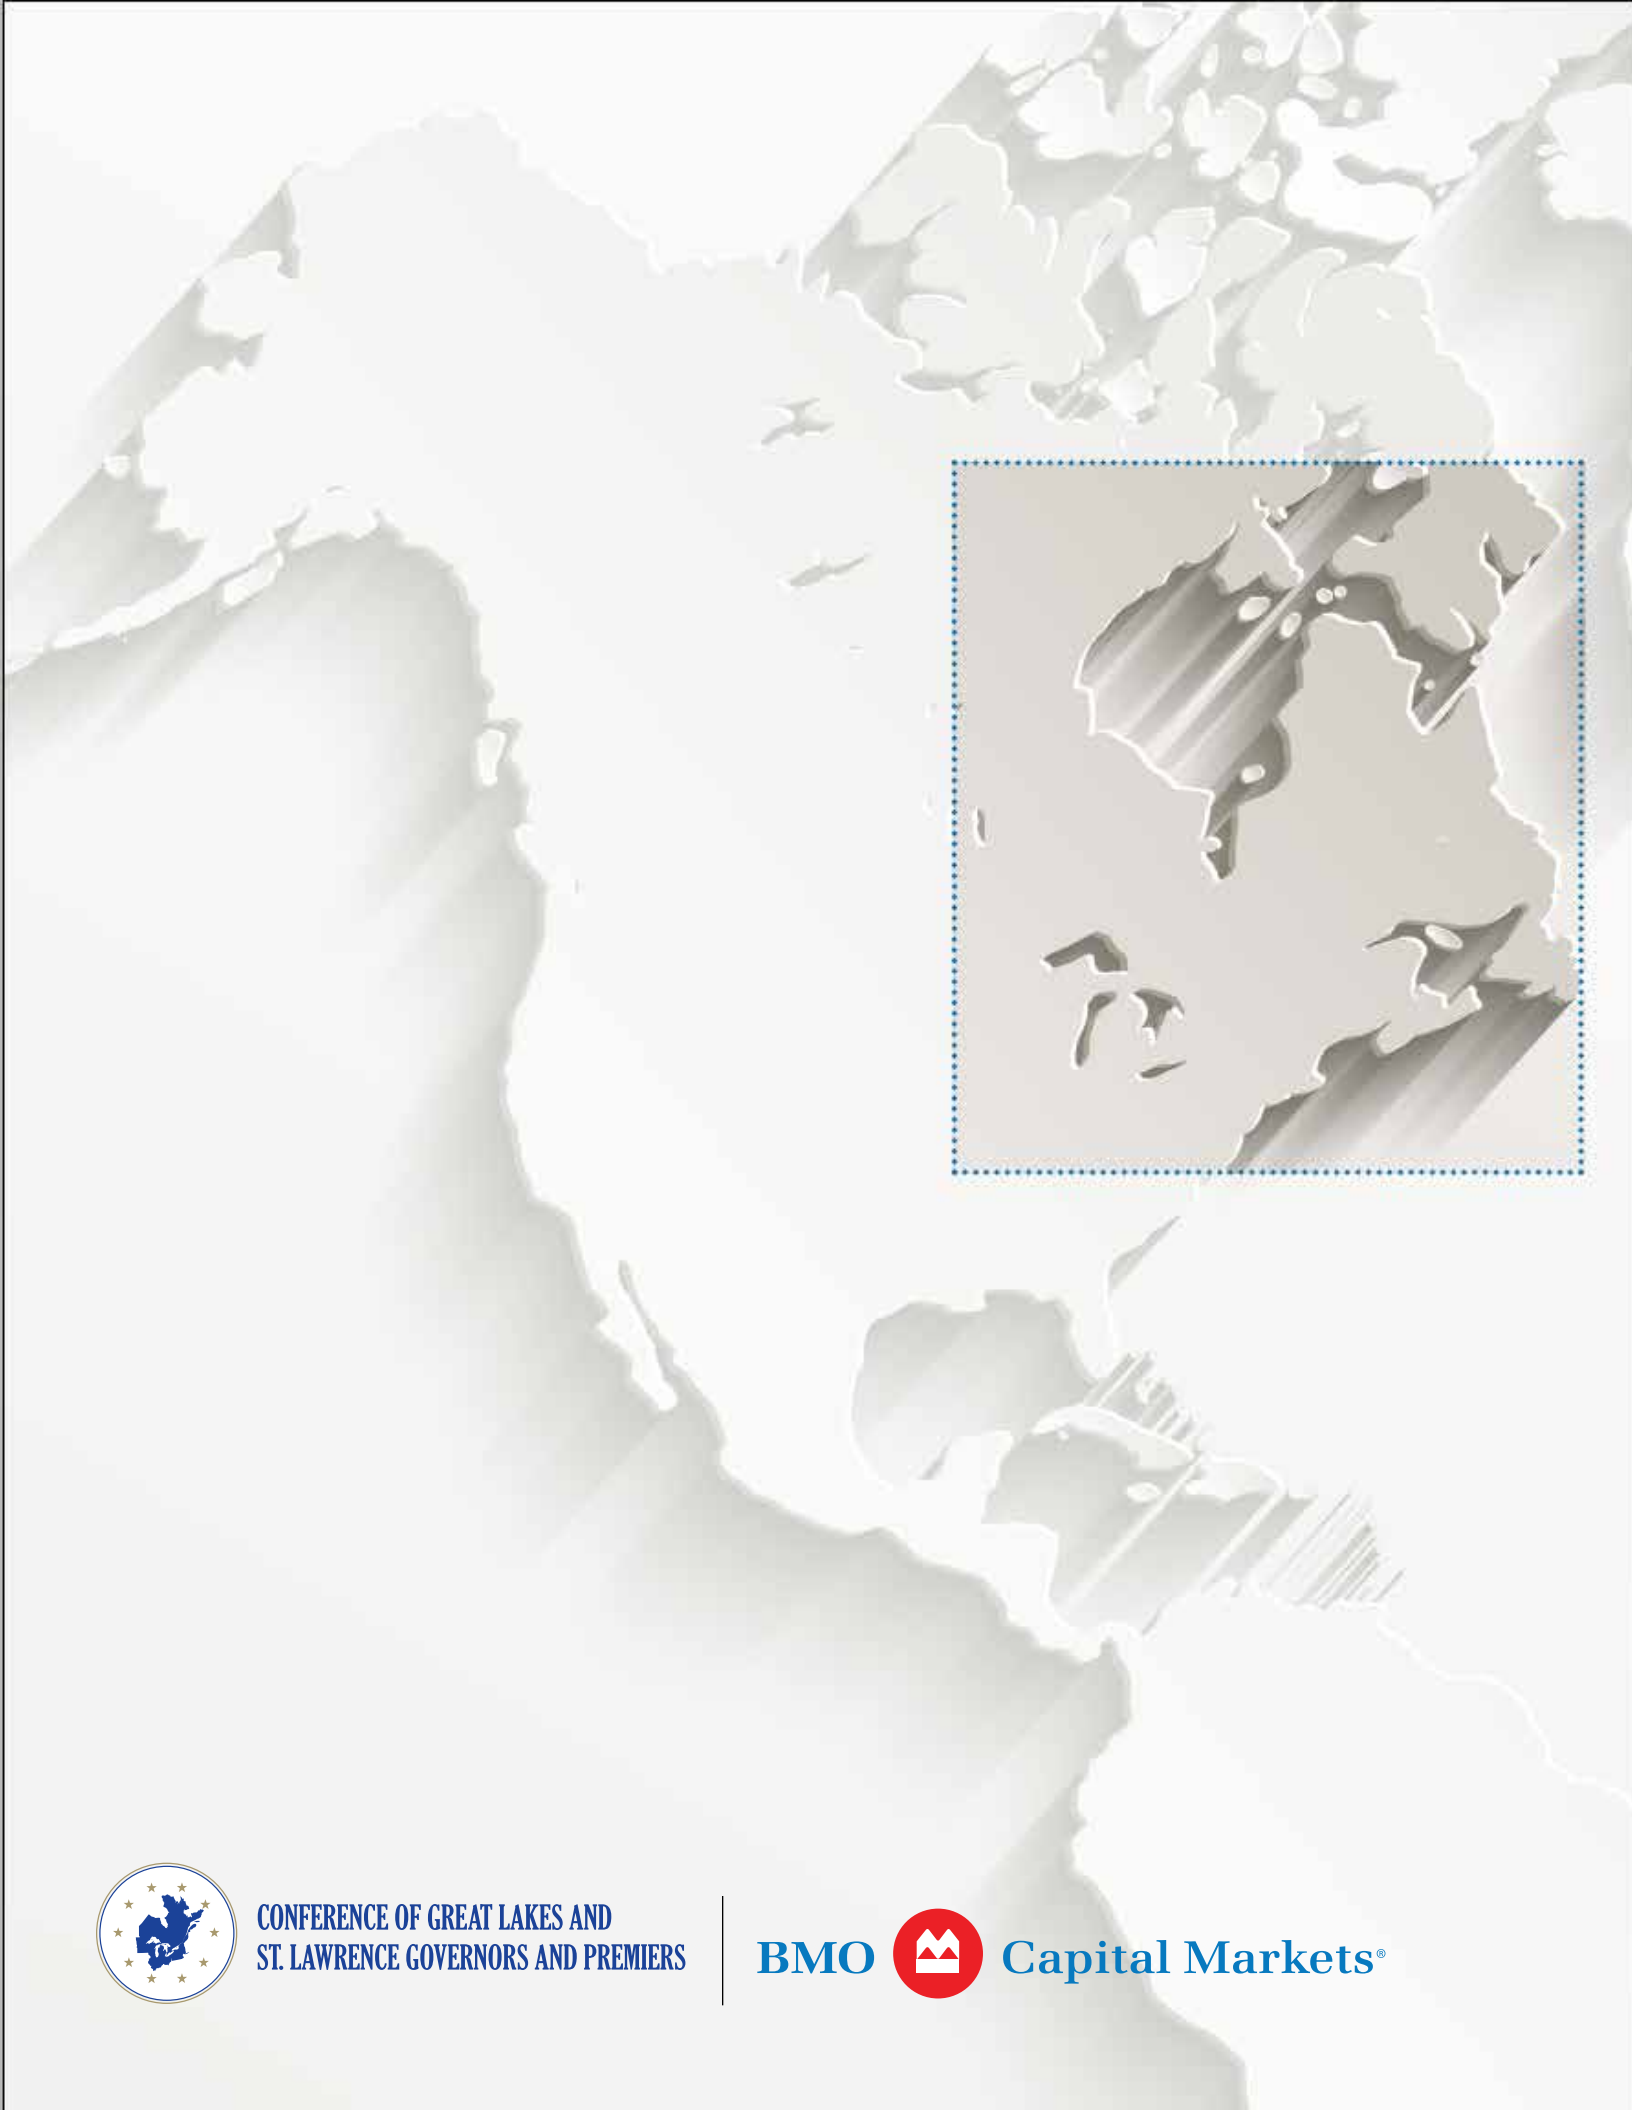 CONFERENCE OF GREAT LAKES AND
ST. LAWRENCE GOVERNORS AND PREMIERS
BMO Capital Markets®